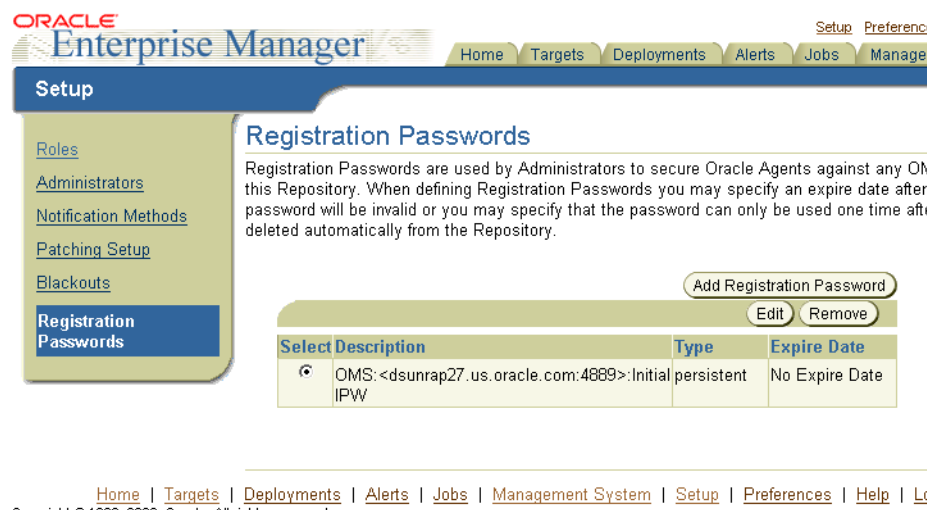 ORACLE
Enterprise Manager
Setup
Home Targets Deployments Alerts Jobs
Setup
Roles
Administrators
Notification Methods
Patching Setup
Blackouts
Registration Passwords
Registration Passwords
Registration Passwords are used by Administrators to secure Oracle Agents against any
this Repository. When defining Registration Passwords you may specify an expire date after
password will be invalid or you may specify that the password can only be used one time
deleted automatically from the Repository.
Add Registration Password
Edit Remove
Select Description Type Expire Date
OMS:<dsunrap27.us.oracle.com:4889>:Initial persistent No Expire Date
IPW
Home | Targets | Deployments | Alerts | Jobs | Management System | Setup | Preferences | Help |